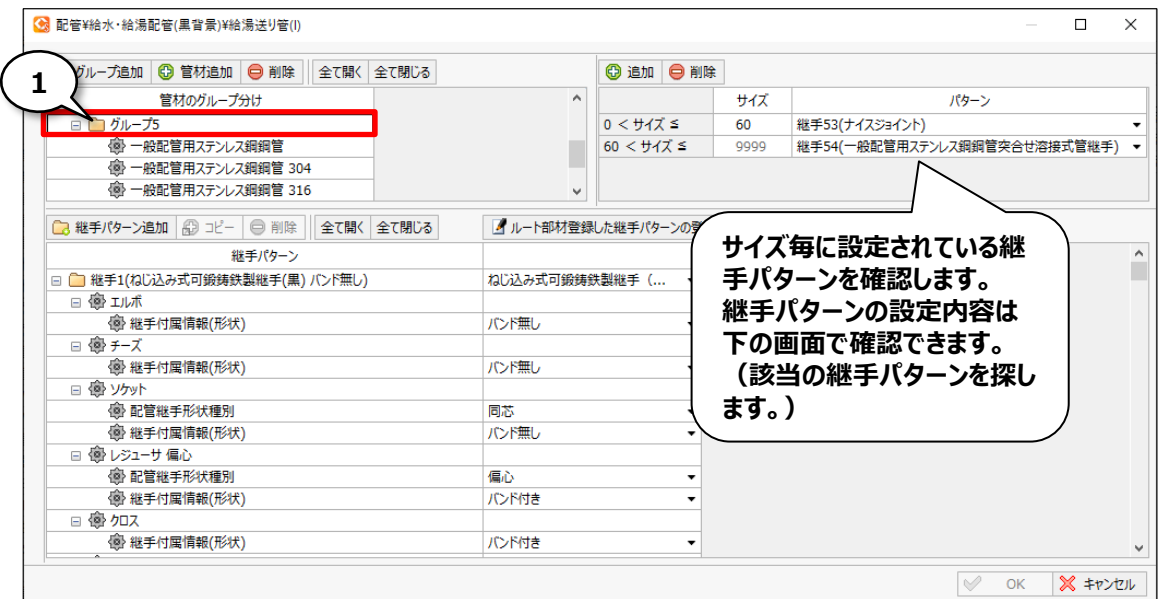 配管¥給水・給湯配管(黒背景)¥給湯送り管(I)
グループ追加 管材追加 削除 全て開く 全て閉じる
追加 削除
1
管材のグループ分け
サイズ パターン
グループ5
0 < サイズ ≦ 60 継手53(ナイスジョイント)
一般配管用ステンレス鋼鋼管
60 < サイズ ≦ 9999 継手54(一般配管用ステンレス鋼鋼管突合せ溶接式管継手)
一般配管用ステンレス鋼鋼管 304
一般配管用ステンレス鋼鋼管 316
継手パターン追加 コピー 削除 全て開く 全て閉じる
ルート部材登録した継手パターンの
継手パターン
継手1(ねじ込み式可鍛鋳鉄製継手(黒) バンド無し) ねじ込み式可鍛鋳鉄製継手 (...
エルボ
継手付属情報(形状) バンド無し
チーズ
継手付属情報(形状) バンド無し
ソケット
配管継手形状種別 同芯
継手付属情報(形状) バンド無し
レジューサ 偏心
配管継手形状種別 偏心
継手付属情報(形状) バンド付き
クロス
継手付属情報(形状) バンド付き
サイズ毎に設定されている継
手パターンを確認します。
継手パターンの設定内容は
下の画面で確認できます。
（該当の継手パターンを探し
ます。）
OK キャンセル